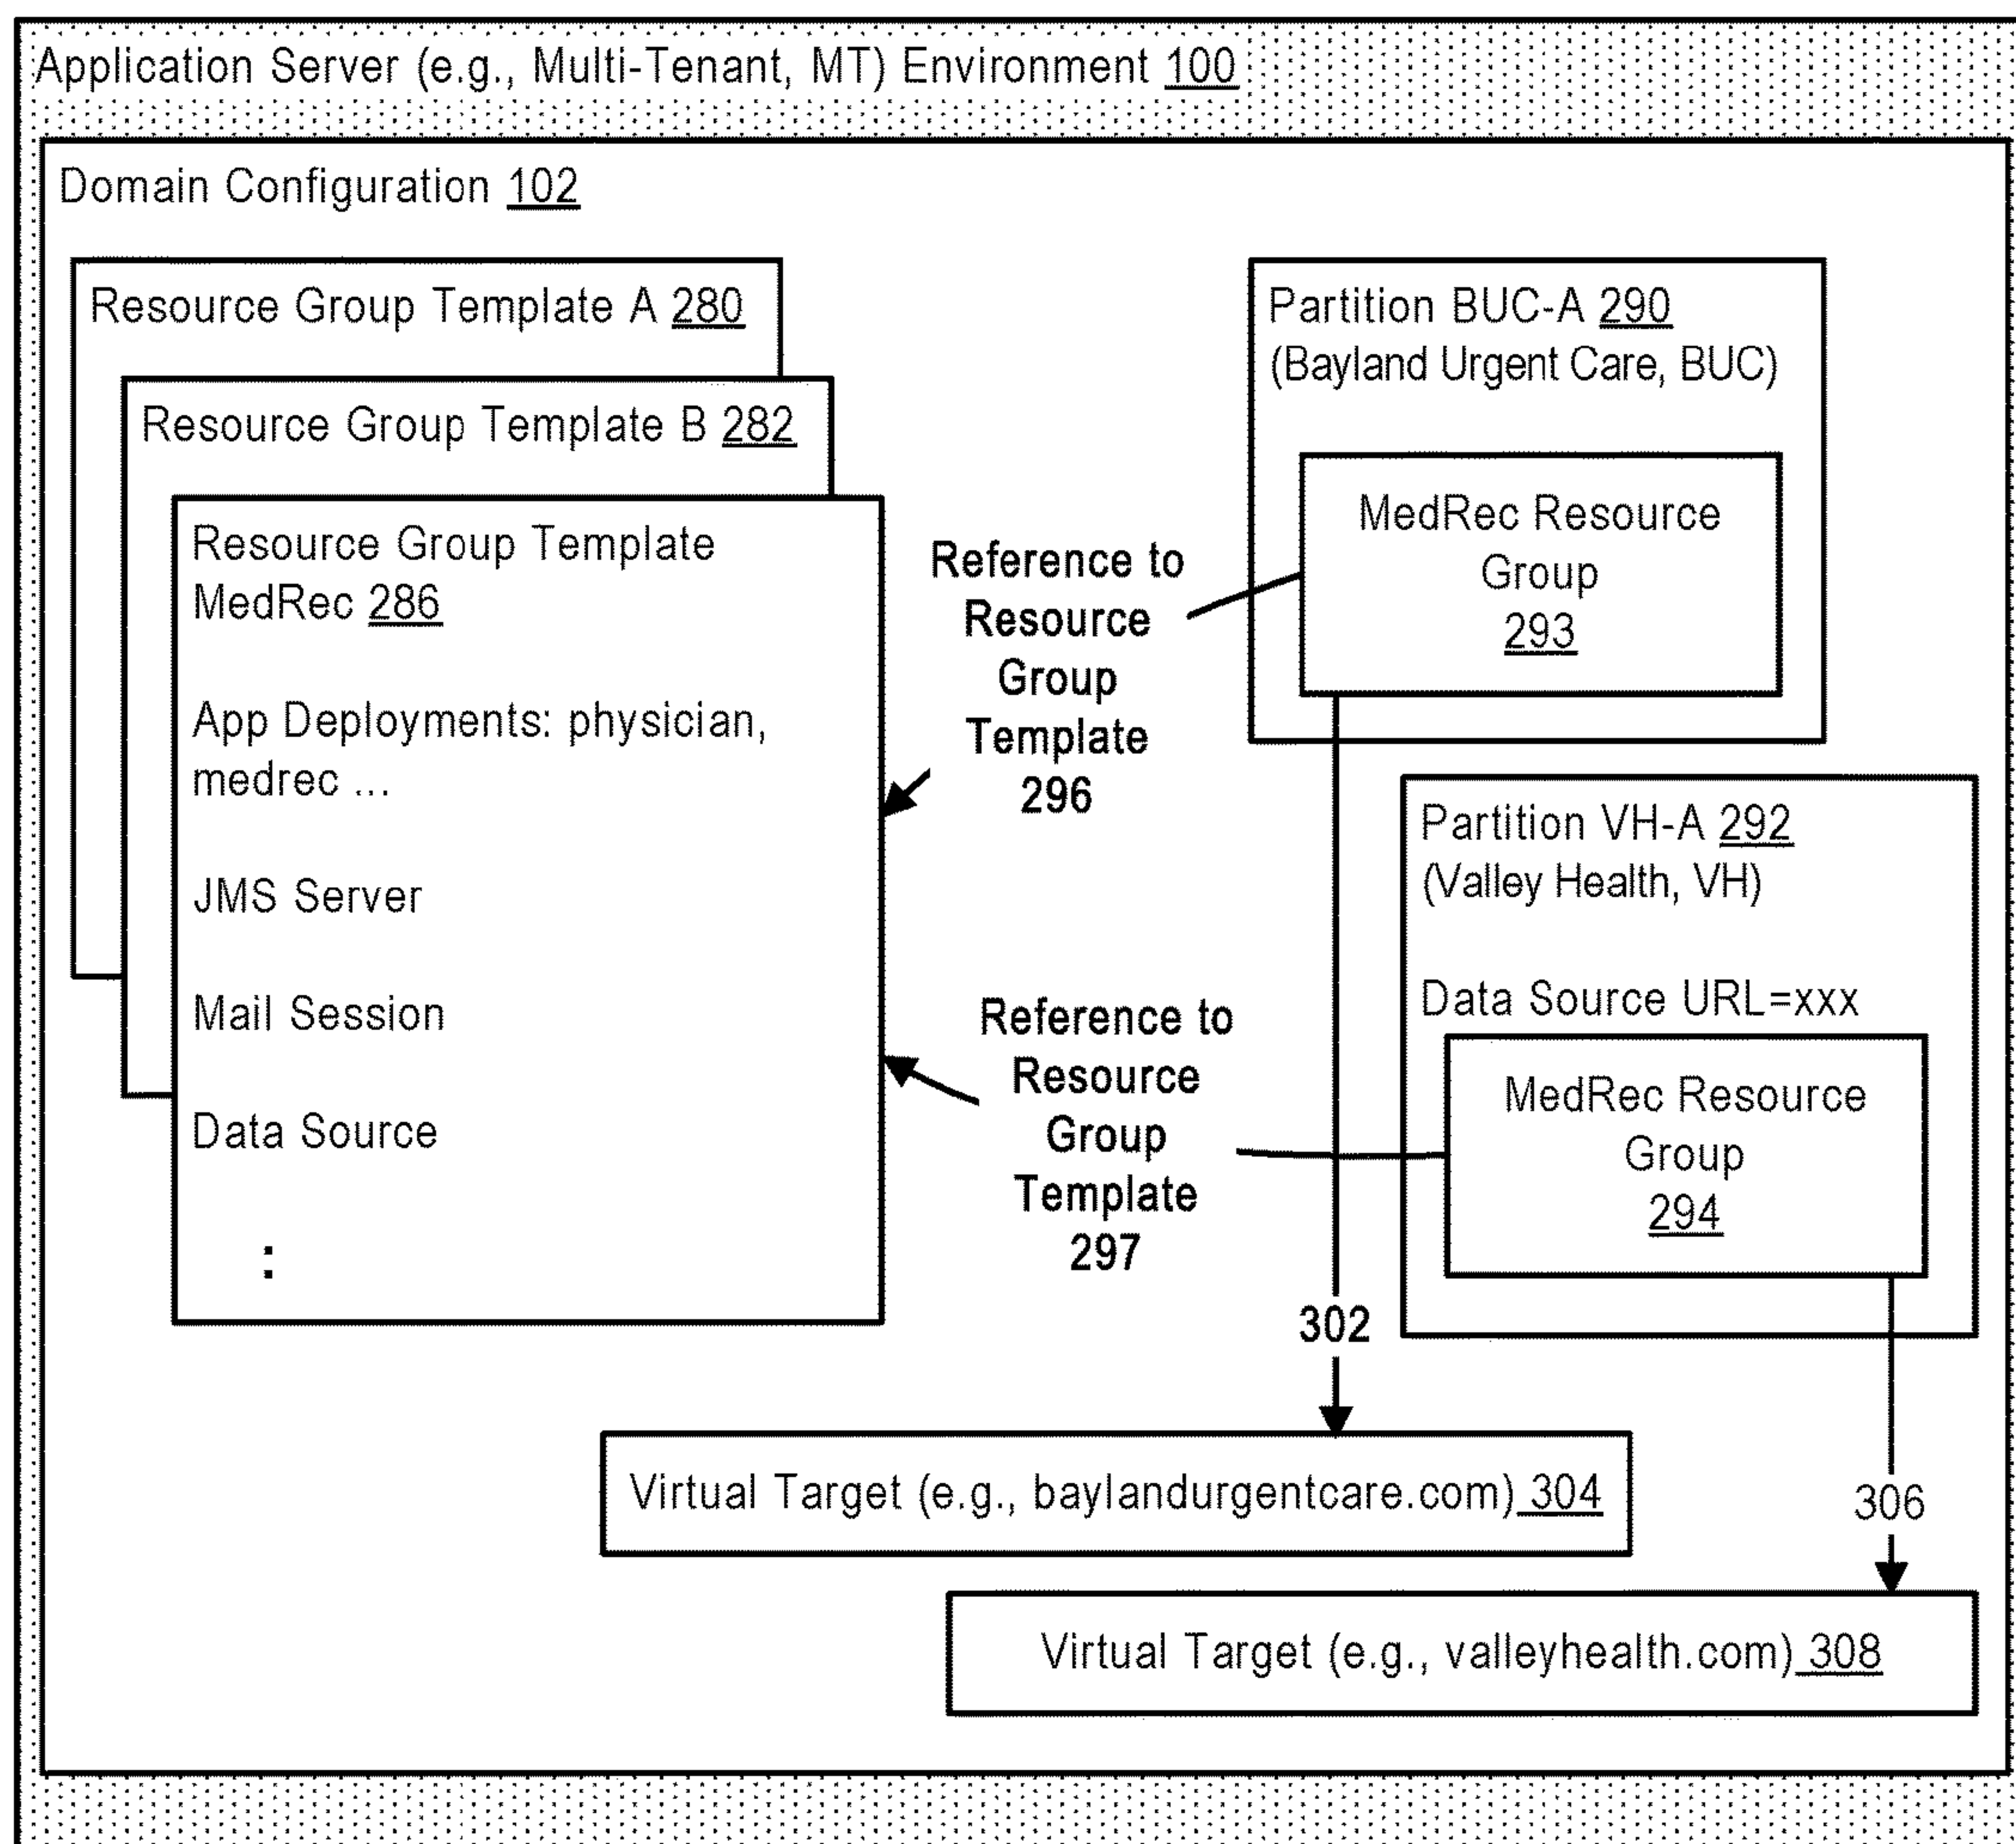 Application Server (e.g., Multi-Tenant, MT) Environment 100
Domain Configuration 102
Resource Group Template A 280
Resource Group Template B 282
Resource Group Template
MedRec 286
App Deployments: physician,
medrec ...
JMS Server
Mail Session
Data Source
:
Reference to
Resource
Group
Template
296
Reference to
Resource
Group
Template
297
Partition BUC-A 290
(Bayland Urgent Care, BUC)
MedRec Resource
Group
293
Partition VH-A 292
(Valley Health, VH)
Data Source URL=xxx
MedRec Resource
Group
294
302
306
Virtual Target (e.g., baylandurgentcare.com) 304
Virtual Target (e.g., valleyhealth.com) 308